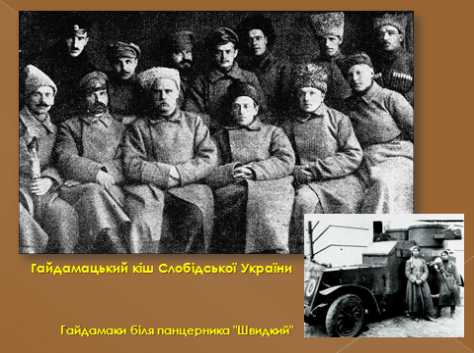 Гайдамацький кіш Слобідської України
Гайдамаки біля панцерника "Швидкий"